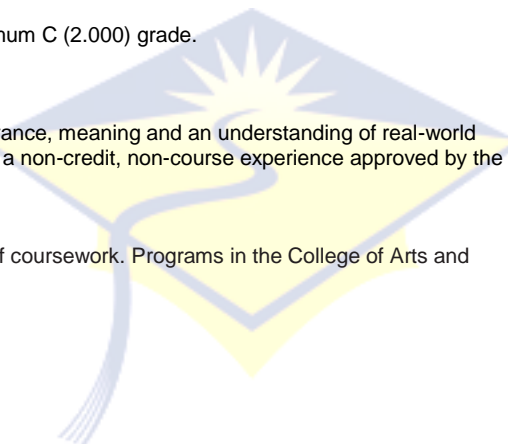 num C (2.000) grade.
vance, meaning and an understanding of real-world
a non-credit, non-course experience approved by the
f coursework. Programs in the College of Arts and